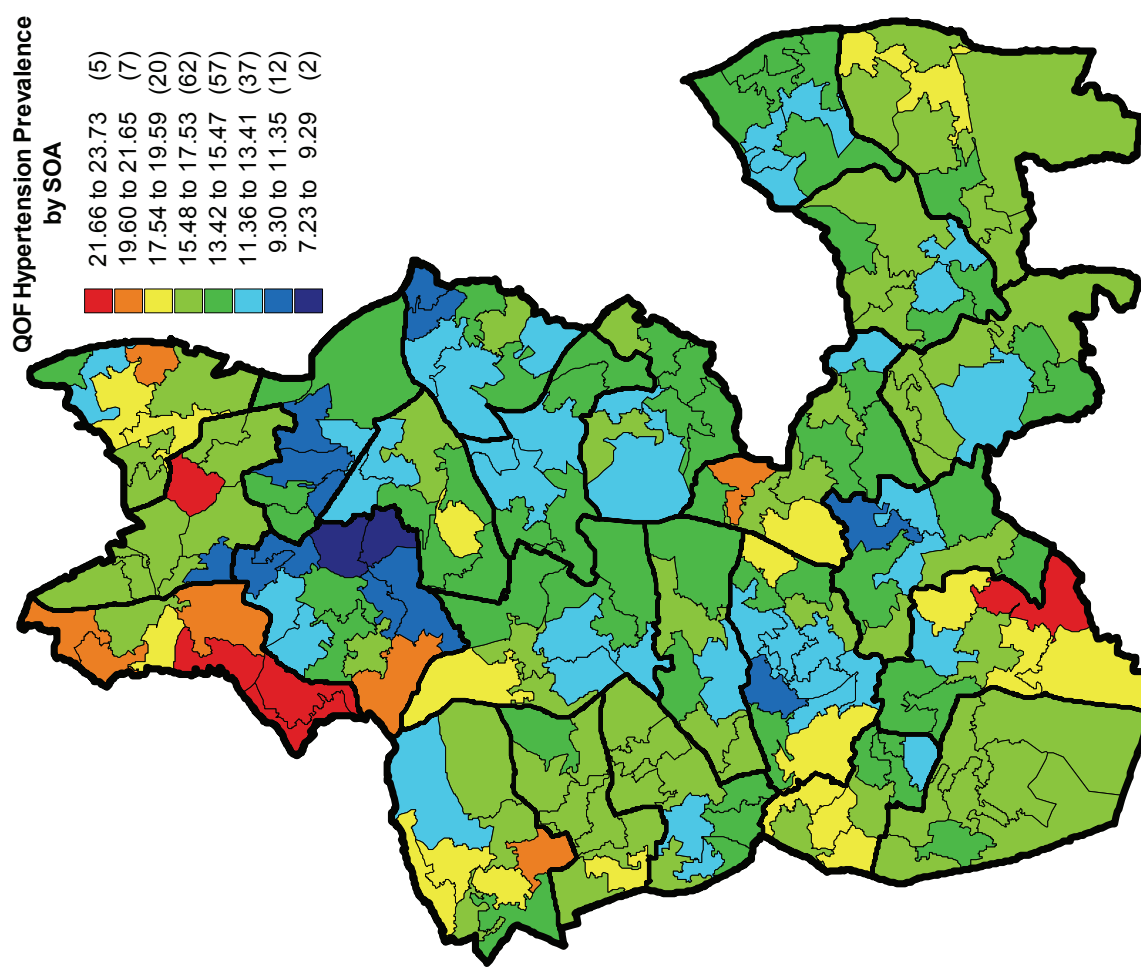 QOF Hypertension Prevalence
by SOA
21.66 to 23.73 (5)
19.60 to 21.65 (7)
17.54 to 19.59 (20)
15.48 to 17.53 (62)
13.42 to 15.47 (57)
11.36 to 13.41 (37)
9.30 to 11.35 (12)
7.23 to 9.29 (2)